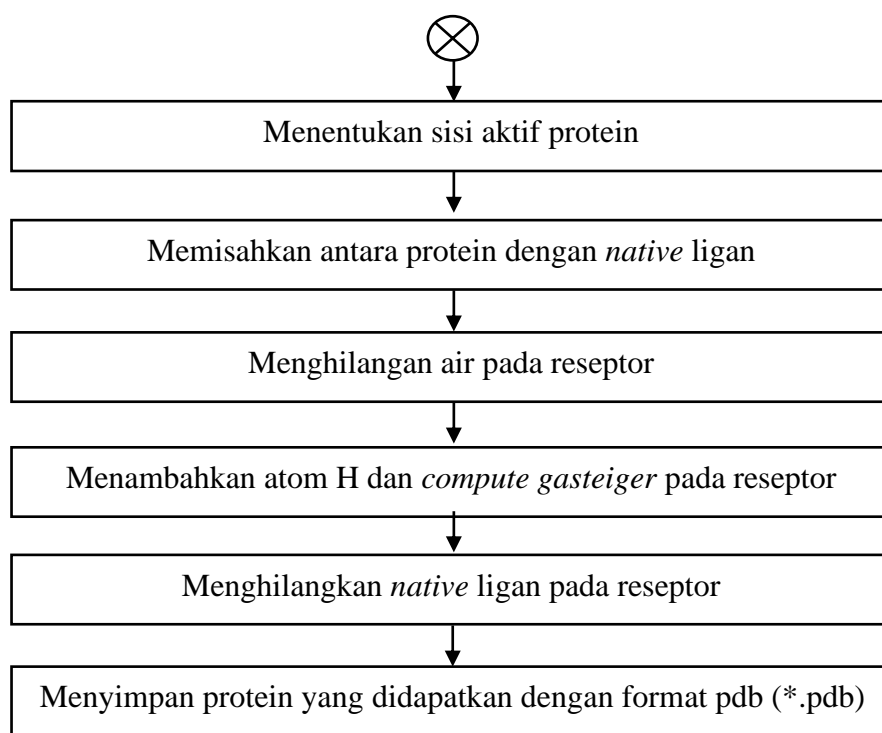 Menentukan sisi aktif protein
Memisahkan antara protein dengan native ligan
Menghilangan air pada reseptor
Menambahkan atom H dan compute gasteiger pada reseptor
Menghilangkan native ligan pada reseptor
Menyimpan protein yang didapatkan dengan format pdb (*.pdb)